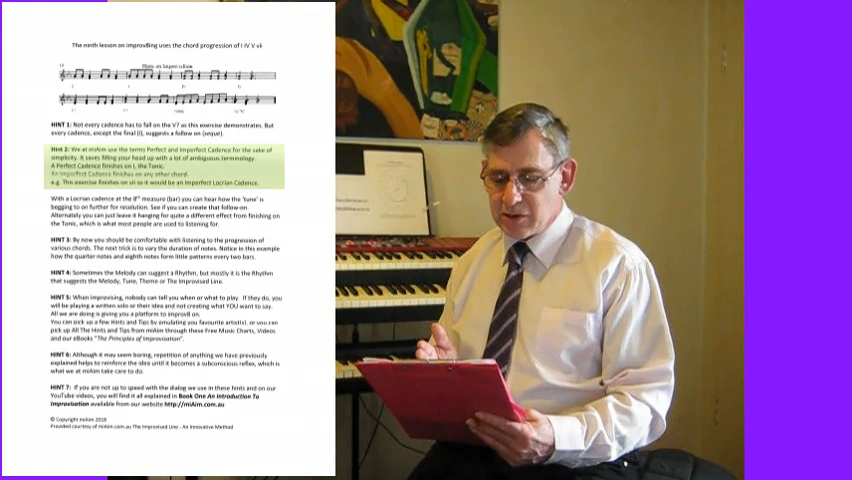 The ninth lesson on improv8ing uses the chord progression of I IV V vii
HINT 1: Not every cadence has to fall on the V7 as this exercise demonstrates. But
every cadence, except the final (I), suggests a follow on (seque).
Hint 2: We at miAim use the terms Perfect and Imperfect Cadence for the sake of
simplicity. It saves filling your head up with a lot of ambiguous terminology.
A Perfect Cadence finishes on I, the Tonic.
An Imperfect Cadence finishes on any other chord.
e.g. This exercise finishes on vii so it would be an Imperfect Locrian Cadence.
With a Locrian cadence at the 8th measure (bar) you can hear how the 'tune' is
begging to on further for resolution. See if you can create that follow-on.
Alternately you can just leave it hanging for quite a different effect from finishing on
the Tonic, which is what most people are used to listening for.
HINT 3: By now you should be comfortable with listening to the progression of
various chords. The next trick is to vary the duration of notes. Notice in this example
how the quarter notes and eighth notes form little patterns every two bars.
HINT 4: Sometimes the Melody can suggest a Rhythm, but mostly it is the Rhythm
that suggests the Melody, Tune, Theme or The Improvised Line.
HINT 5: When improvising, nobody can tell you when or what to play. If they do, you
will be playing a written solo or their idea and not creating what YOU want to say.
All we are doing is giving you a platform to improv8 on.
You can pick up a few Hints and Tips by emulating you favourite artist(s), or you can
pick up All The Hints and Tips from miAim through these Free Music Charts, Videos
and our eBooks "The Principles of Improvisation".
HINT 6: Although it may seem boring, repetition of anything we have previously
explained helps to reinforce the idea until it becomes a subconscious reflex, which is
what we at miAim take care to do.
HINT 7: If you are not up to speed with the dialog we use in these hints and on our
YouTube videos, you will find it all explained in Book One An Introduction To
Improvisation available from our website http://miAim.com.au
© Copyright miAim 2018
Provided courtesy of miAim.com.au The Improvised Line - An Innovative Method